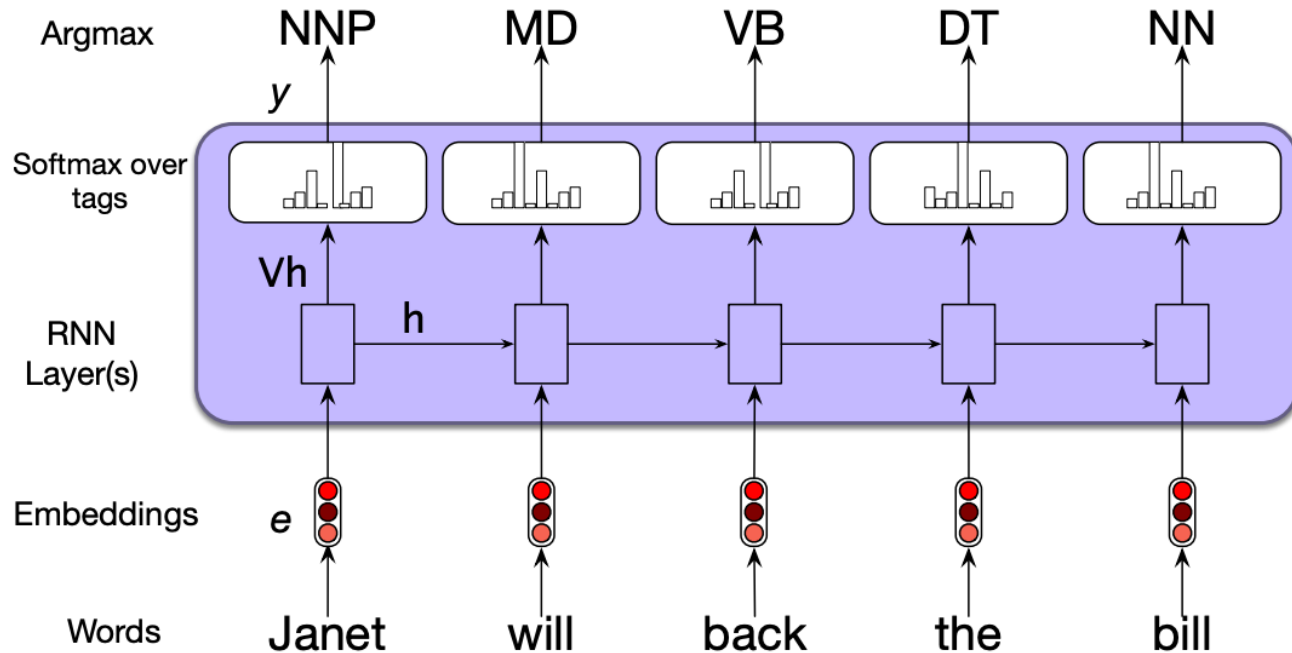 Argmax NNP MD VB DT NN
y
Softmax over
tags
Vh
h
RNN
Layer(s)
Embeddings e
Words Janet will back the bill